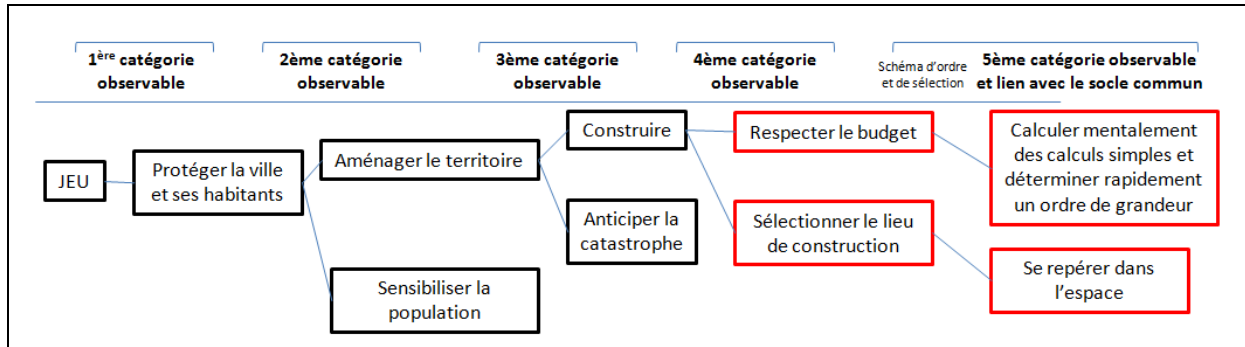 1ère catégorie
observable
2ème catégorie
observable
3ème catégorie
observable
4ème catégorie
observable
Schéma d'ordre
et de sélection
5ème catégorie observable
et lien avec le socle commun
JEU
Protéger la ville
et ses habitants
Aménager le territoire
Sensibiliser la
population
Construire
Anticiper la
catastrophe
Respecter le budget
Sélectionner le lieu
de construction
Calculer mentalement
des calculs simples et
déterminer rapidement
un ordre de grandeur
Se repérer dans
l'espace